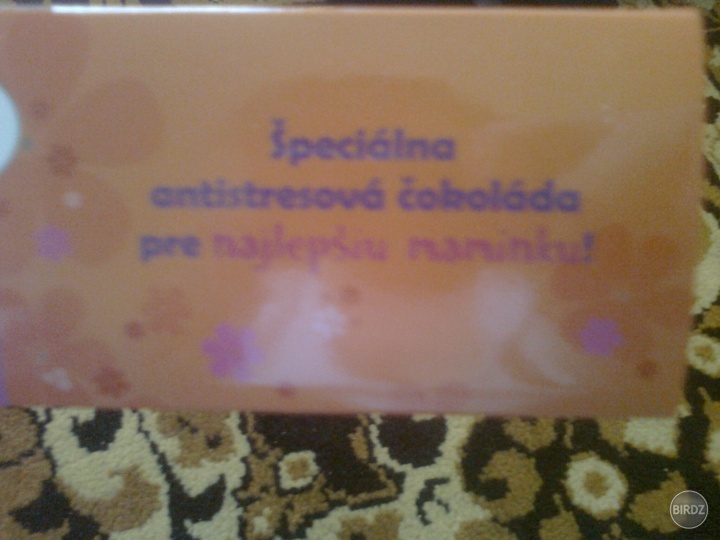 Špeciálna
antistresová čokoláda
pre najlepšiu maminku!
BIRDZ